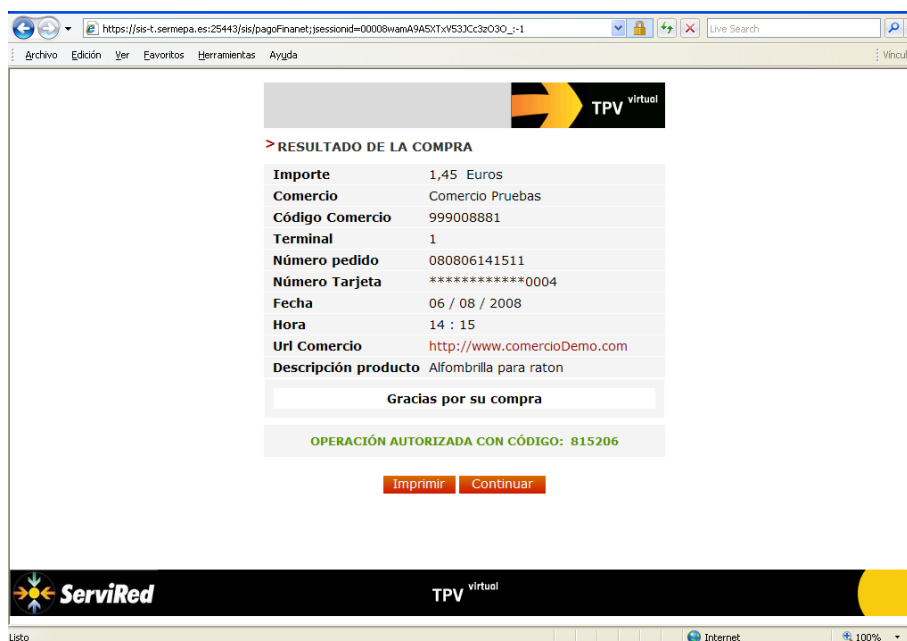 https://sis-t.sermepa.es:25443/sis/pagoFinanet;jsessionid=00008wamA9A5XTxV53JCc3zO3O_:-1 Live Search
Archivo Edición Ver Favoritos Herramientas Ayuda Víncul
TPV virtual
> RESULTADO DE LA COMPRA
Importe 1,45 Euros
Comercio Comercio Pruebas
Código Comercio 999008881
Terminal 1
Número pedido 080806141511
Número Tarjeta ************0004
Fecha 06 / 08 / 2008
Hora 14 : 15
Url Comercio http://www.comercioDemo.com
Descripción producto Alfombrilla para raton
Gracias por su compra
OPERACIÓN AUTORIZADA CON CÓDIGO: 815206
Imprimir Continuar
ServiRed TPV virtual
Listo Internet 100%